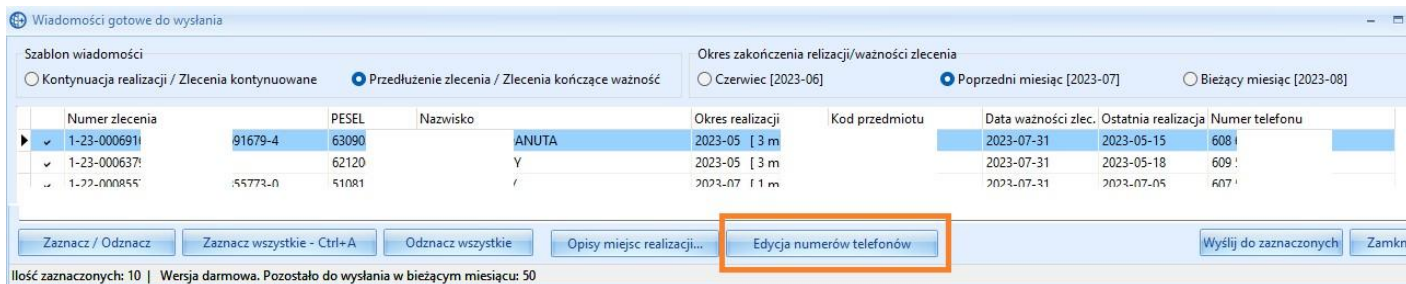 Wiadomości gotowe do wysłania
Szablon wiadomości
Okres zakończenia relizacji/ważności zlecenia
Kontynuacja realizacji / Zlecenia kontynuowane Przedłużenie zlecenia / Zlecenia kończące ważność Czerwiec [2023-06] Poprzedni miesiąc [2023-07] Bieżący miesiąc [2023-08]
Numer zlecenia PESEL Nazwisko Okres realizacji Kod przedmiotu Data ważności zlec. Ostatnia realizacja Numer telefonu
1-23-000691 91679-4 63090 ANUTA 2023-05 [ 3 m 2023-07-31 2023-05-15 608
1-23-000637 62120 Y 2023-05 [ 3 m 2023-07-31 2023-05-18 609
1-22-000855 55773-0 51081 2023-07 [ 1 m 2023-07-31 2023-07-05 607
Zaznacz / Odznacz Zaznacz wszystkie - Ctrl+A Odznacz wszystkie Opisy miejsc realizacji... Edycja numerów telefonów Wyślij do zaznaczonych Zamkn
Ilość zaznaczonych: 10 | Wersja darmowa. Pozostało do wysłania w bieżącym miesiącu: 50